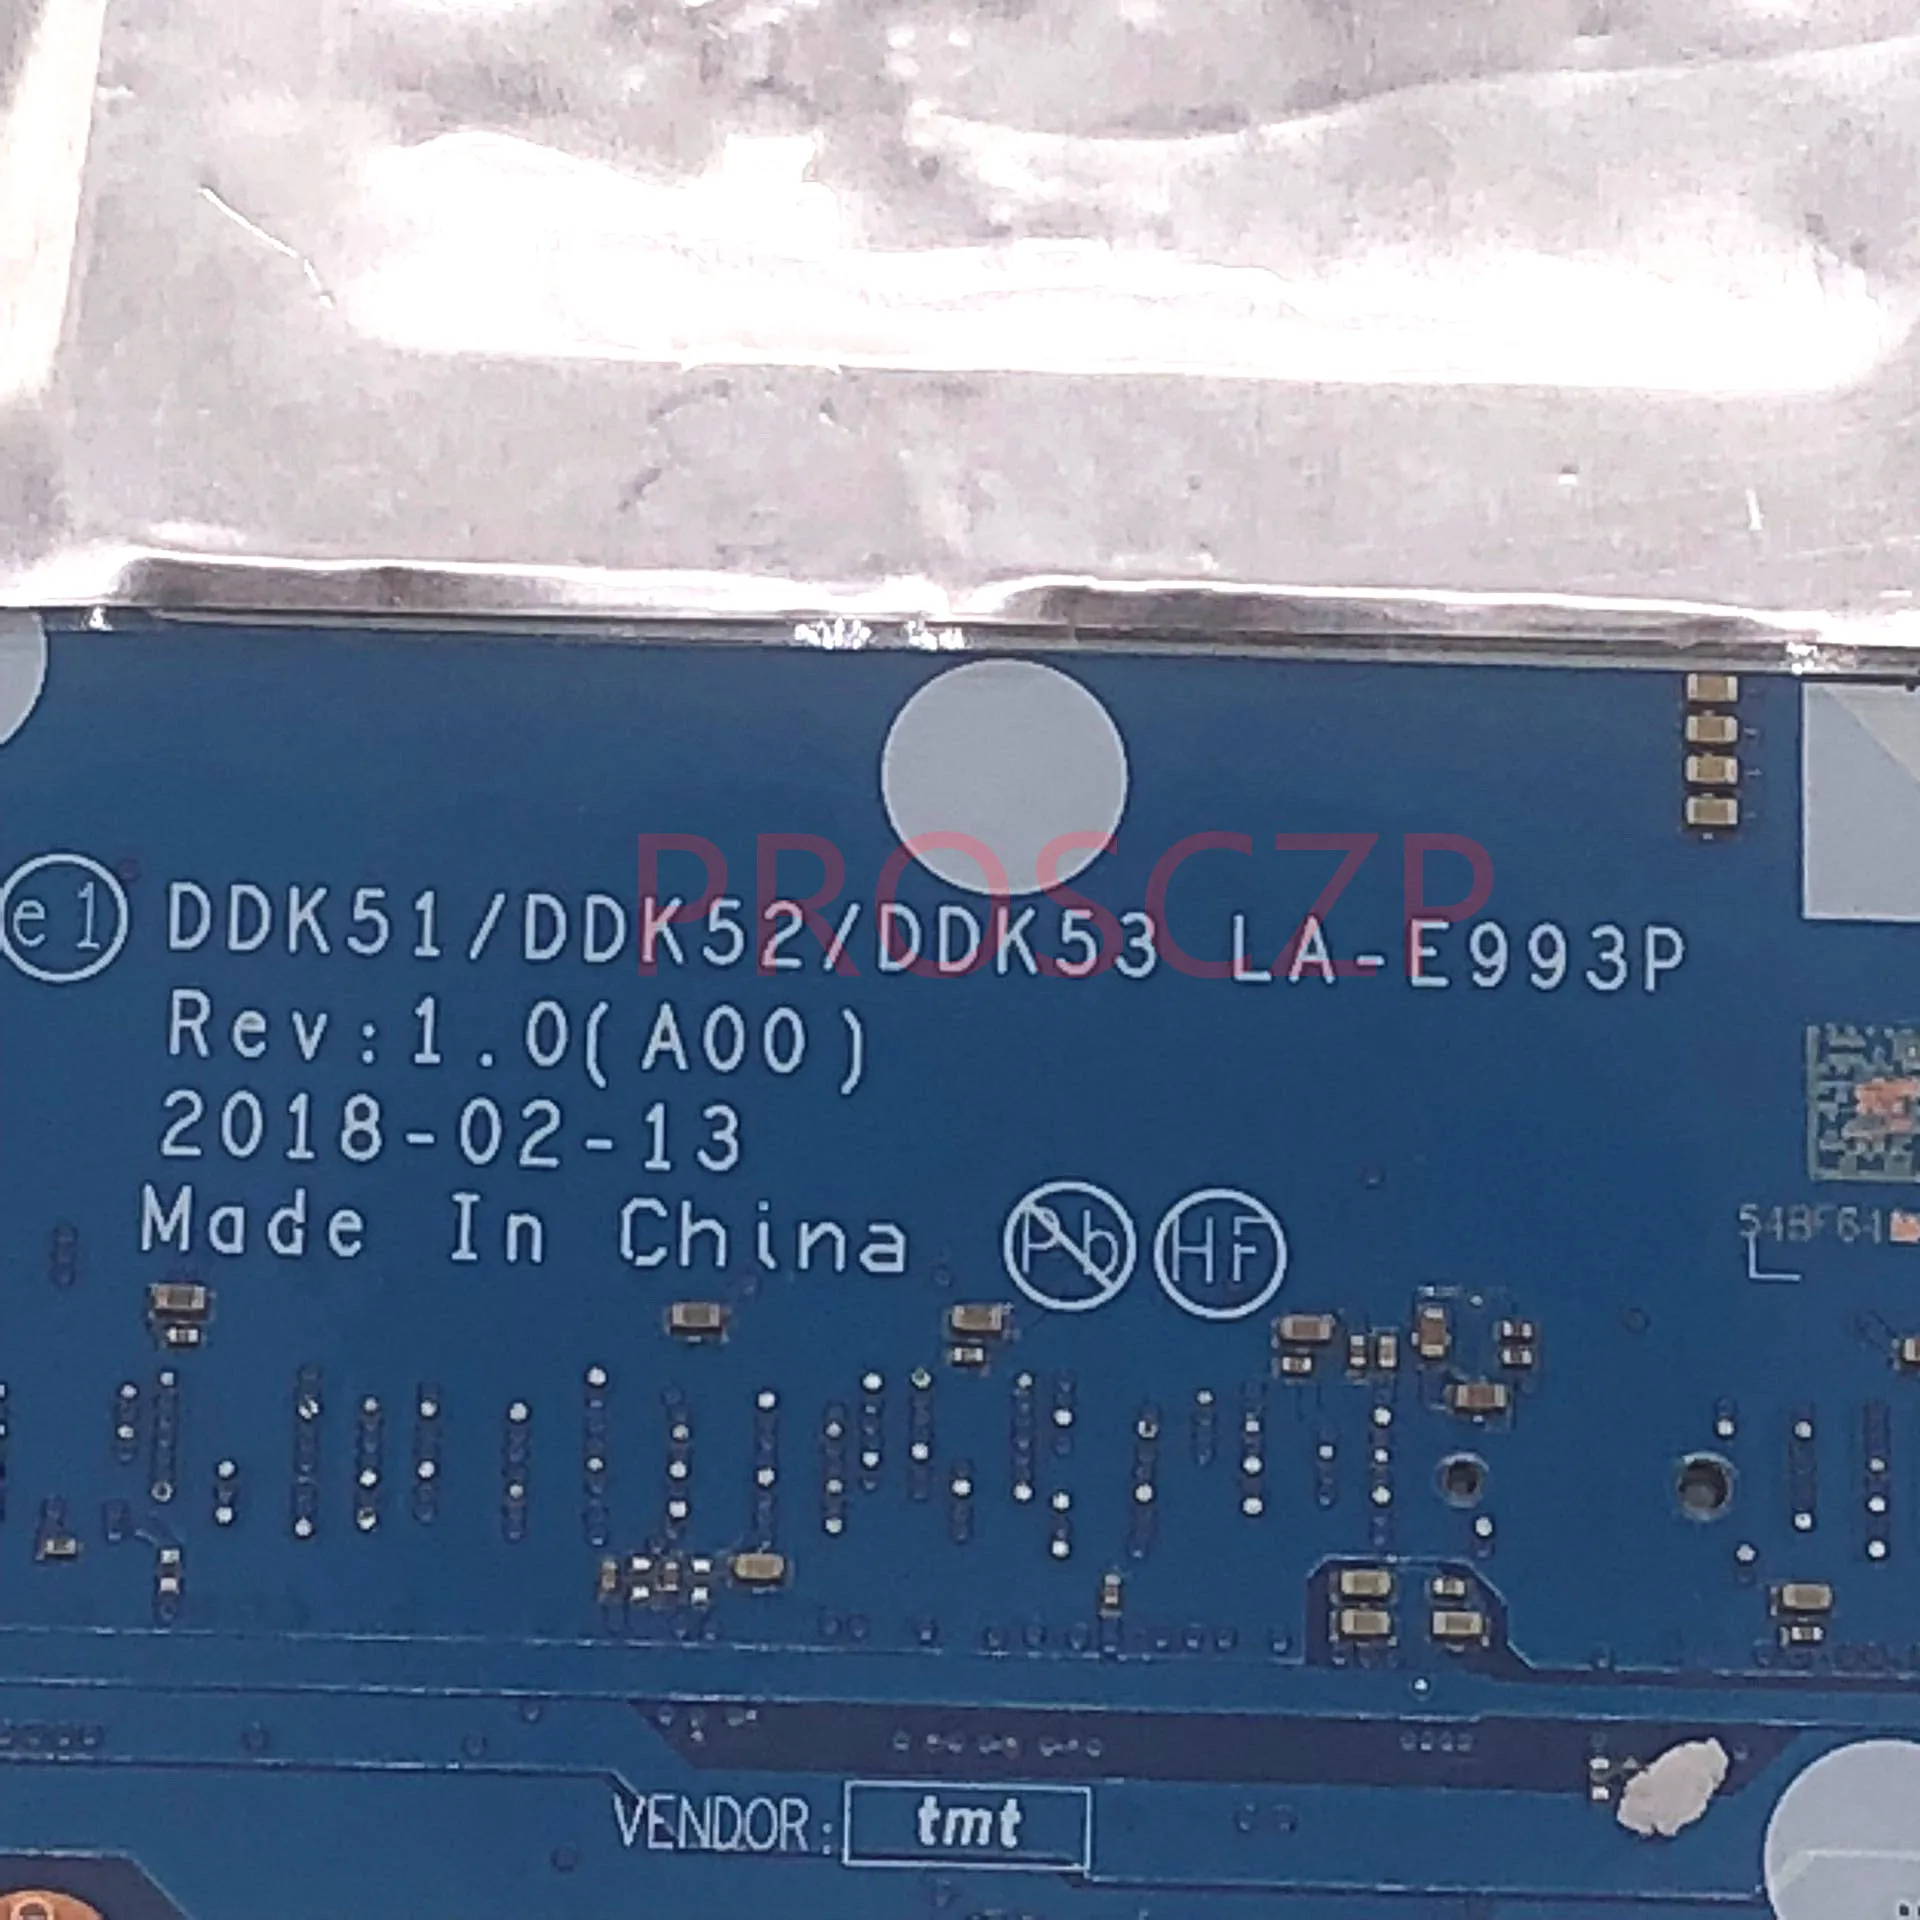 PROSCZP
e1 DDK51/DDK52/DDK53 LA-E993P
Rev:1.0(A00)
2018-02-13
Made In China Pb HF
VENDOR: tmt